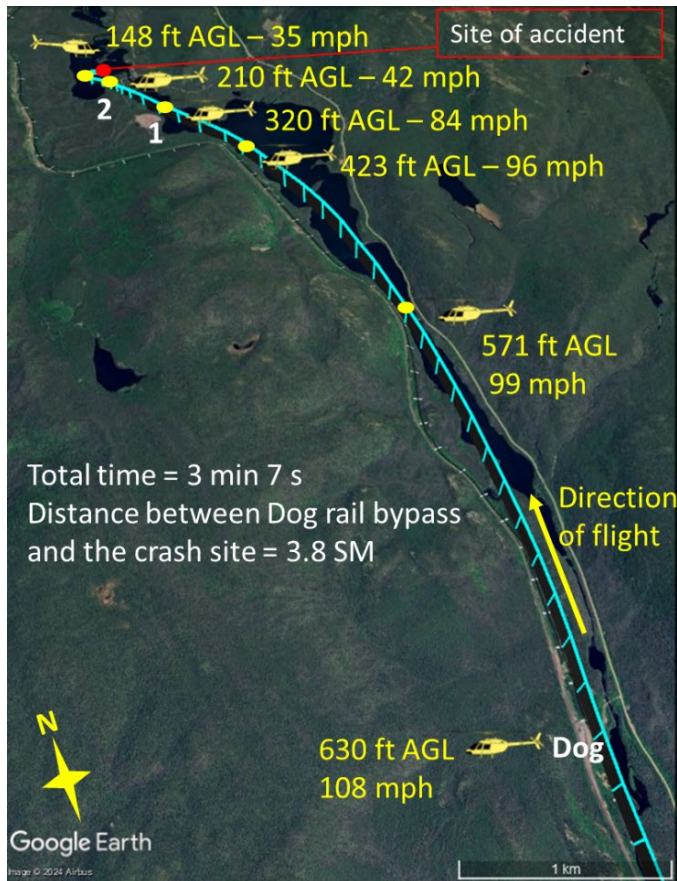 148 ft AGL – 35 mph
Site of accident
210 ft AGL – 42 mph
2
320 ft AGL – 84 mph
1
423 ft AGL – 96 mph
571 ft AGL
99 mph
Total time = 3 min 7 s
Distance between Dog rail bypass
and the crash site = 3.8 SM
Direction
of flight
N
630 ft AGL
108 mph
Dog
Google Earth
Image © 2024 Airbus
1 km